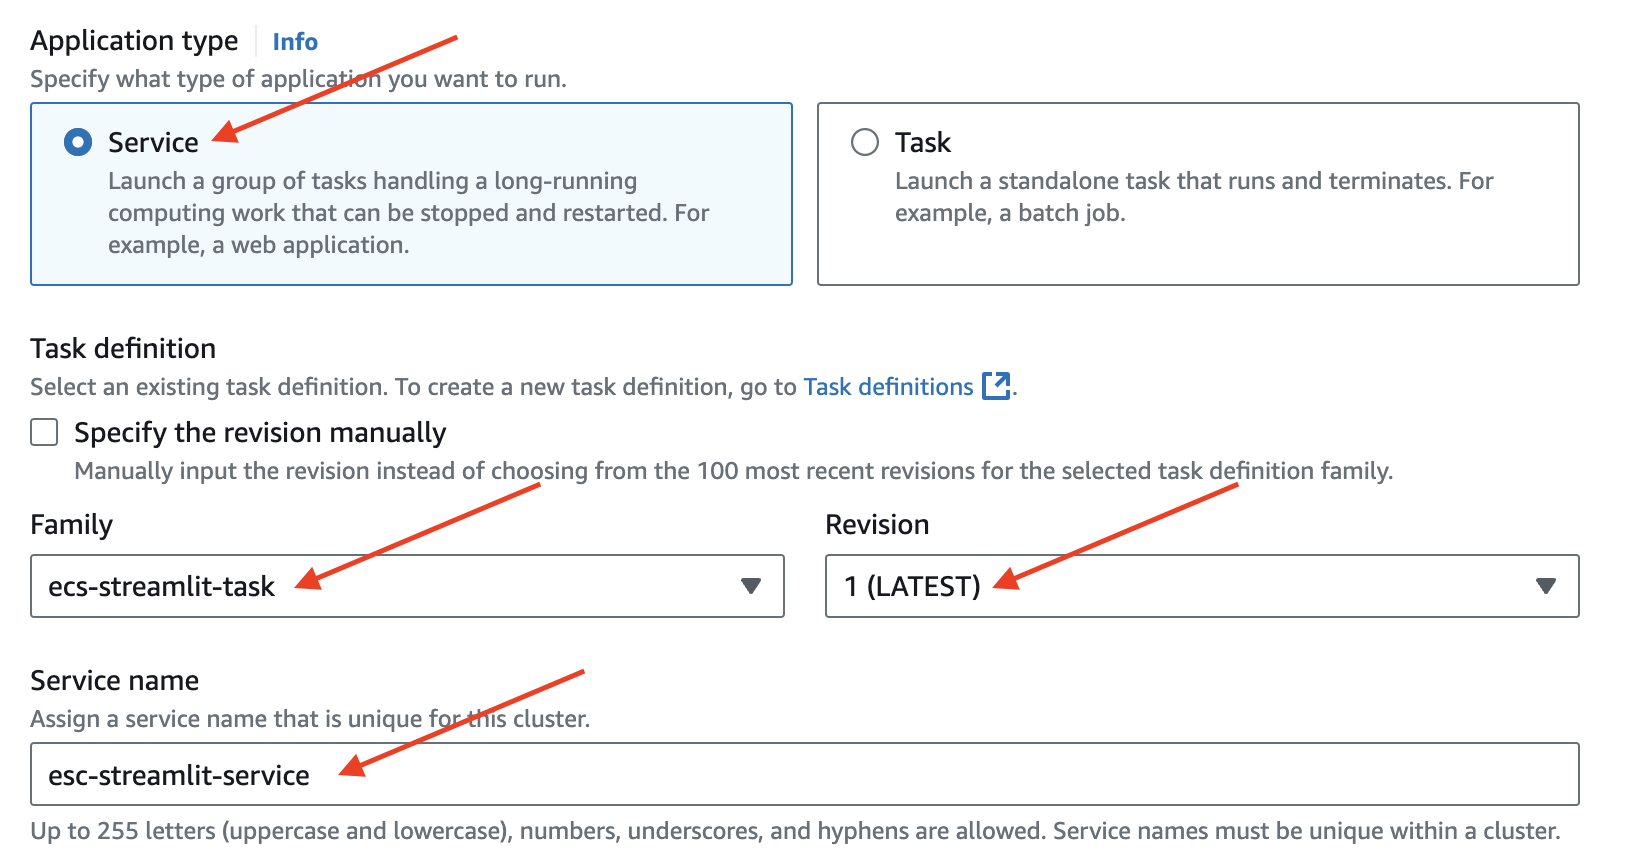 Application type Info
Specify what type of application you want to run.
Service
Launch a group of tasks handling a long-running
computing work that can be stopped and restarted. For
example, a web application.
Task
Launch a standalone task that runs and terminates. For
example, a batch job.
Task definition
Select an existing task definition. To create a new task definition, go to Task definitions.
Specify the revision manually
Manually input the revision instead of choosing from the 100 most recent revisions for the selected task definition family.
Family
ecs-streamlit-task
Revision
1 (LATEST)
Service name
Assign a service name that is unique for this cluster.
esc-streamlit-service
Up to 255 letters (uppercase and lowercase), numbers, underscores, and hyphens are allowed. Service names must be unique within a cluster.